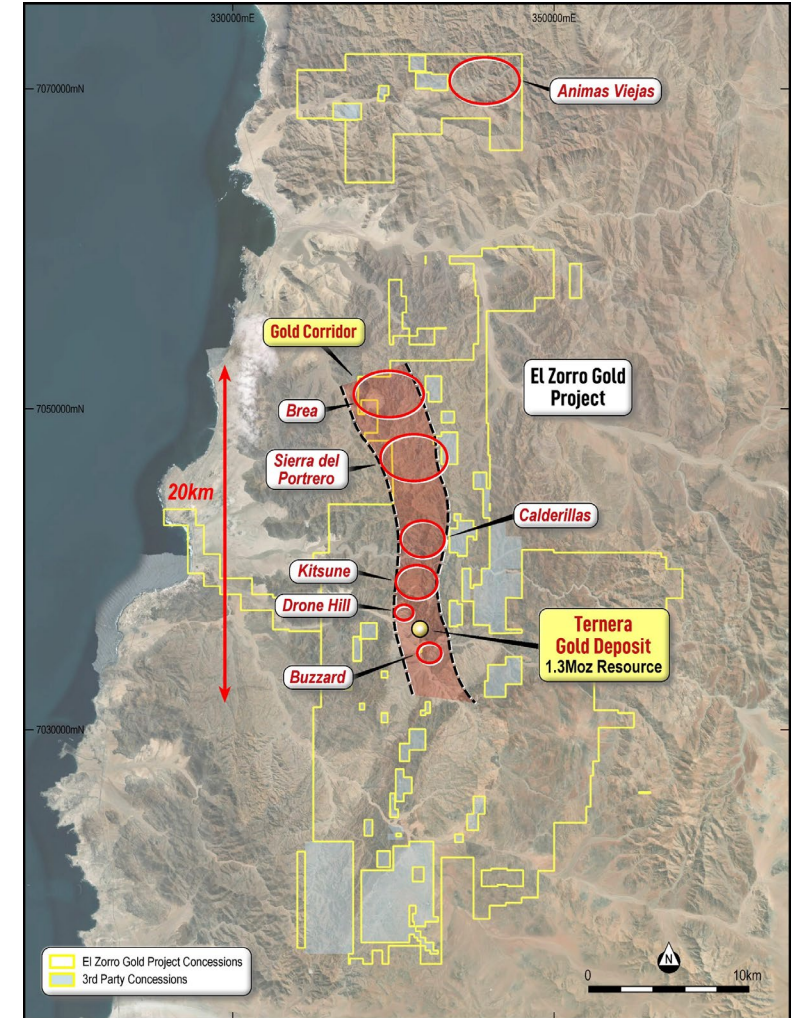 330000mE
350000mE
7070000mN
Animas Viejas
Gold Corridor
El Zorro Gold
Project
7050000mN
Brea
Sierra del
Portrero
20km
Calderillas
Kitsune
Drone Hill
Ternera
Gold Deposit
1.3Moz Resource
Buzzard
7030000mN
El Zorro Gold Project Concessions
3rd Party Concessions
N
0
10km